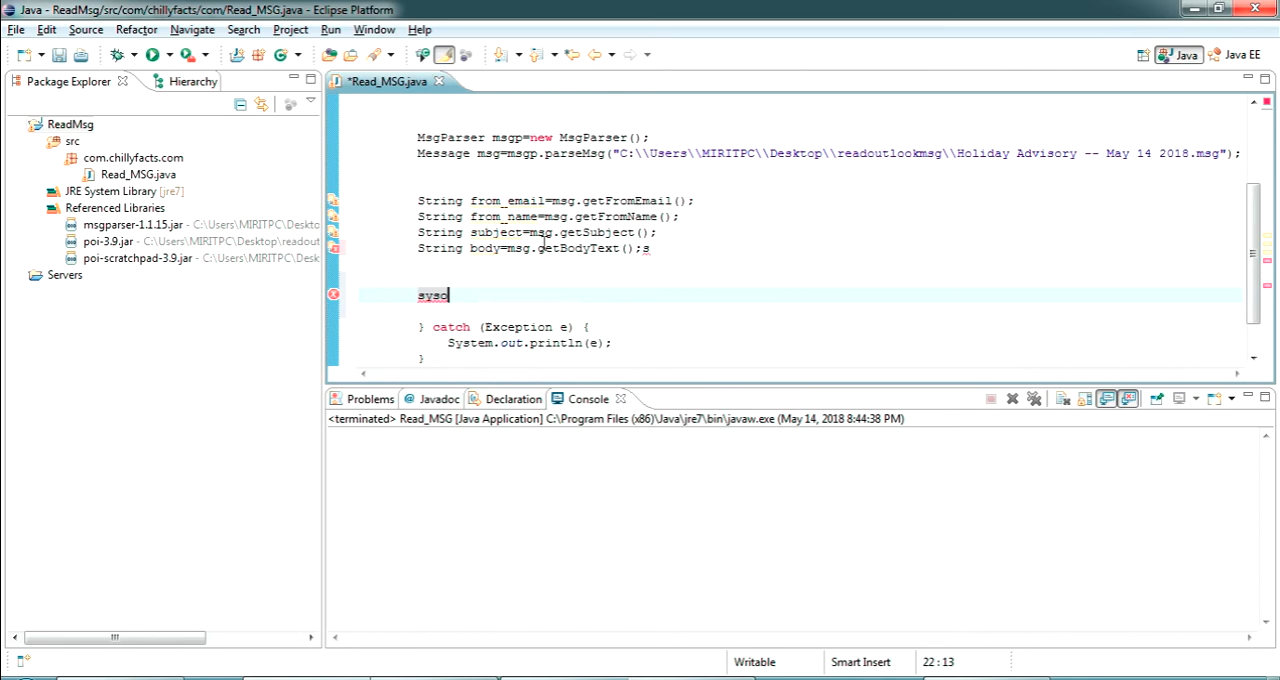 Java - ReadMsg/src/com/chillyfacts/com/Read_MSG.java - Eclipse Platform
File Edit Source Refactor Navigate Search Project Run Window Help
Java Java EE
Package Explorer Hierarchy
*Read_MSG.java
ReadMsg
src
com.chillyfacts.com
Read_MSG.java
JRE System Library [jre7]
Referenced Libraries
msgparser-1.1.15.jar - C:\Users\MIRITPC\Deskto
poi-3.9.jar - C:\Users\MIRITPC\Desktop\readout
poi-scratchpad-3.9.jar - C:\Users\MIRITPC\Des
Servers
MsgParser msgp=new MsgParser();
Message msg=msgp.parseMsg("C:\\Users\\MIRITPC\\Desktop\\readoutlookmsg\\Holiday Advisory -- May 14 2018.msg");
String from_email=msg.getFromEmail();
String from_name=msg.getFromName();
String subject=msg.getSubject();
String body=msg.getBodyText();s
syso
} catch (Exception e) {
System.out.println(e);
}
Problems Javadoc Declaration Console
<terminated> Read_MSG [Java Application] C:\Program Files (x86)\Java\jre7\bin\javaw.exe (May 14, 2018 8:44:38 PM)
Writable Smart Insert 22 : 13